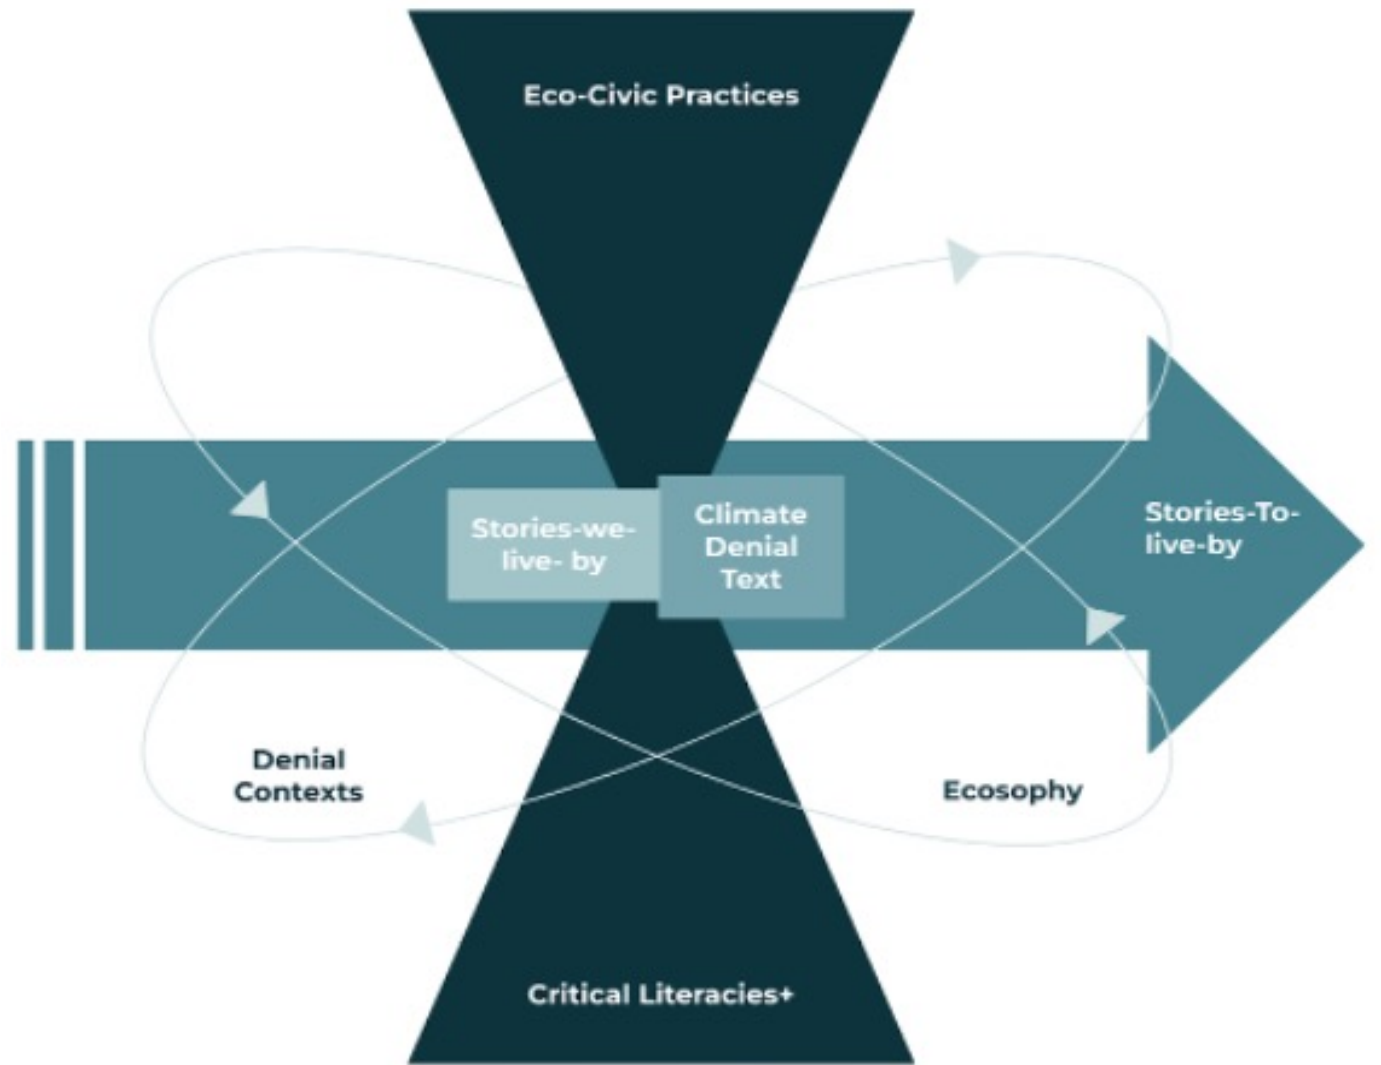 Eco-Civic Practices
Stories-we-
live- by
Climate
Denial
Text
Stories-To-
live-by
Denial
Contexts
Ecosophy
Critical Literacies+